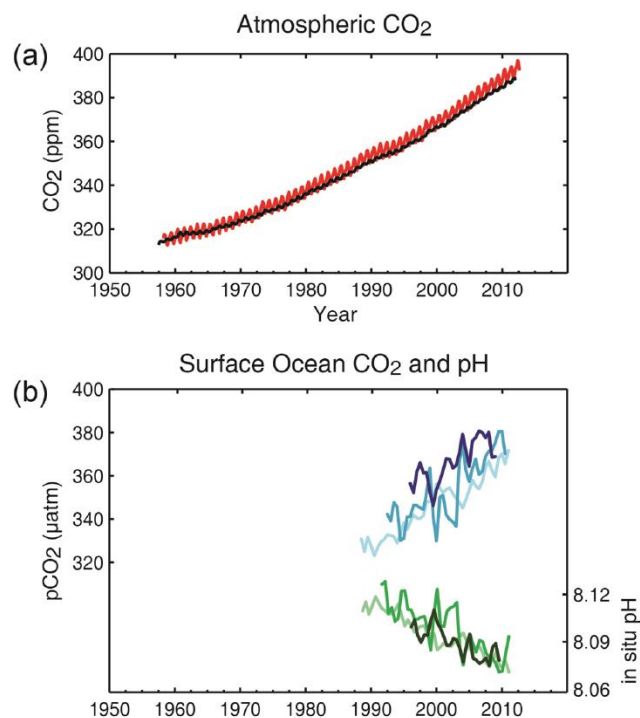 Atmospheric CO₂
(a)
400
380
360
340
320
300
CO₂ (ppm)
1950 1960 1970 1980 1990 2000 2010
Year
Surface Ocean CO₂ and pH
(b)
400
380
360
340
320
pCO₂ (µatm)
8.12
8.09
8.06
in situ pH
1950 1960 1970 1980 1990 2000 2010